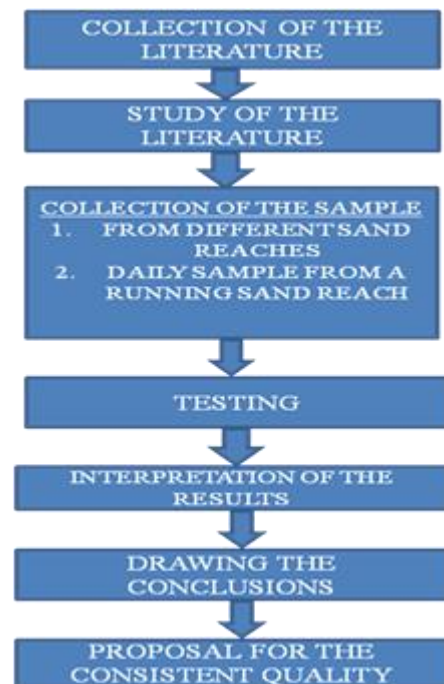 COLLECTION OF THE
LITERATURE
STUDY OF THE
LITERATURE
COLLECTION OF THE SAMPLE
1. FROM DIFFERENT SAND
REACHES
2. DAILY SAMPLE FROM A
RUNNING SAND REACH
TESTING
INTERPRETATION OF THE
RESULTS
DRAWING THE
CONCLUSIONS
PROPOSAL FOR THE
CONSISTENT QUALITY